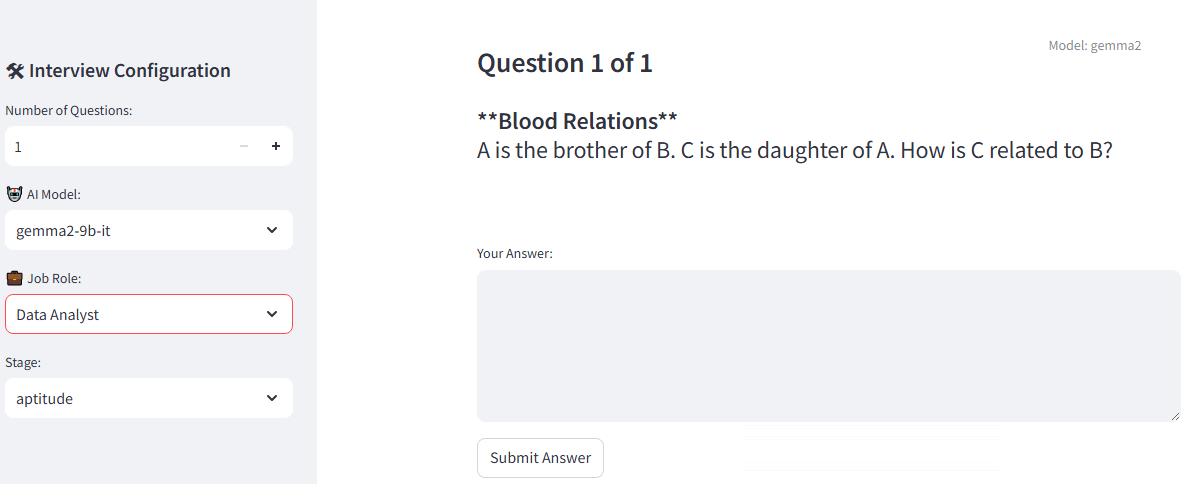 🛠 Interview Configuration
Number of Questions:
1
− +
🤖 AI Model:
gemma2-9b-it
💼 Job Role:
Data Analyst
Stage:
aptitude
Model: gemma2
Question 1 of 1
**Blood Relations**
A is the brother of B. C is the daughter of A. How is C related to B?
Your Answer:
Submit Answer